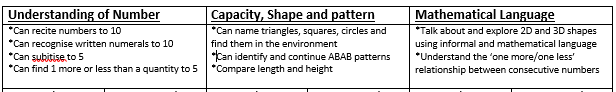 Understanding of Number
*Can recite numbers to 10
*Can recognise written numerals to 10
*Can subitise to 5
*Can find 1 more or less than a quantity to 5
Capacity, Shape and pattern
*Can name triangles, squares, circles and
find them in the environment
*Can identify and continue ABAB patterns
*Compare length and height
Mathematical Language
*Talk about and explore 2D and 3D shapes
using informal and mathematical language
*Understand the ‘one more/one less’
relationship between consecutive numbers